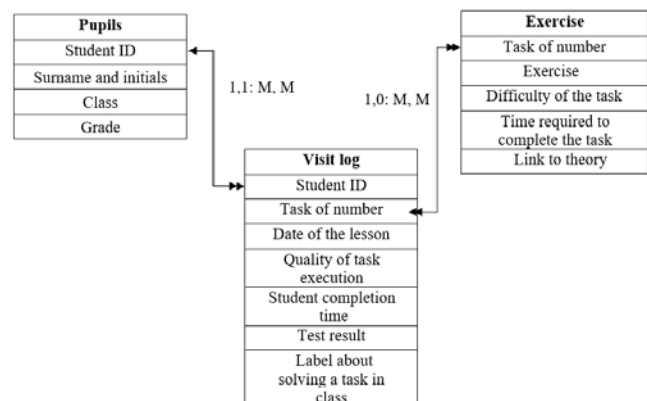 Pupils
Student ID
Surname and initials
Class
Grade
1,1: M, M
1,0: M, M
Exercise
Task of number
Exercise
Difficulty of the task
Time required to
complete the task
Link to theory
Visit log
Student ID
Task of number
Date of the lesson
Quality of task
execution
Student completion
time
Test result
Label about
solving a task in
class